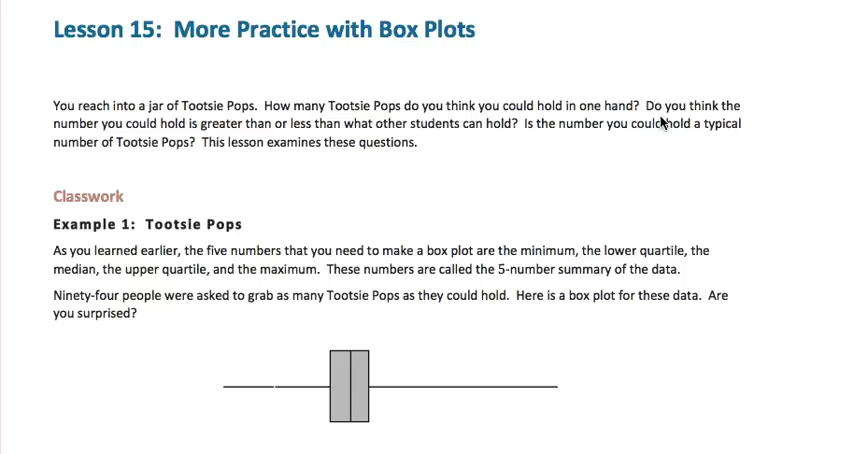 Lesson 15:  More Practice with Box Plots
You reach into a jar of Tootsie Pops.  How many Tootsie Pops do you think you could hold in one hand?  Do you think the
number you could hold is greater than or less than what other students can hold?  Is the number you could hold a typical
number of Tootsie Pops?  This lesson examines these questions.
Classwork
Example 1:  Tootsie Pops
As you learned earlier, the five numbers that you need to make a box plot are the minimum, the lower quartile, the
median, the upper quartile, and the maximum.  These numbers are called the 5-number summary of the data.
Ninety-four people were asked to grab as many Tootsie Pops as they could hold.  Here is a box plot for these data.  Are
you surprised?